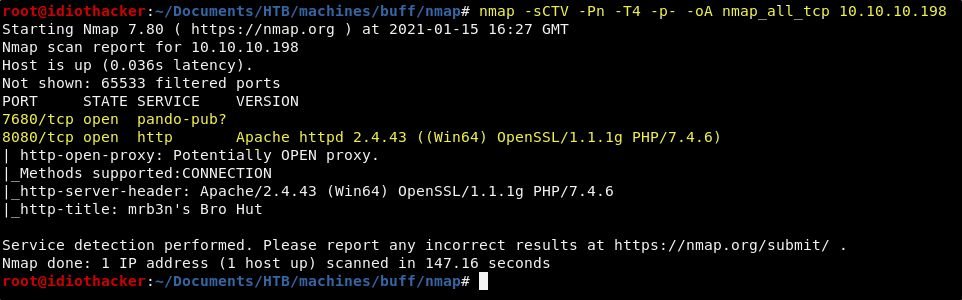 root@idiothacker:~/Documents/HTB/machines/buff/nmap# nmap -sCTV -Pn -T4 -p- -oA nmap_all_tcp 10.10.10.198
Starting Nmap 7.80 ( https://nmap.org ) at 2021-01-15 16:27 GMT
Nmap scan report for 10.10.10.198
Host is up (0.036s latency).
Not shown: 65533 filtered ports
PORT     STATE SERVICE    VERSION
7680/tcp open  pando-pub?
8080/tcp open  http       Apache httpd 2.4.43 ((Win64) OpenSSL/1.1.1g PHP/7.4.6)
| http-open-proxy: Potentially OPEN proxy.
|_Methods supported:CONNECTION
|_http-server-header: Apache/2.4.43 (Win64) OpenSSL/1.1.1g PHP/7.4.6
|_http-title: mrb3n's Bro Hut
Service detection performed. Please report any incorrect results at https://nmap.org/submit/ .
Nmap done: 1 IP address (1 host up) scanned in 147.16 seconds
root@idiothacker:~/Documents/HTB/machines/buff/nmap#